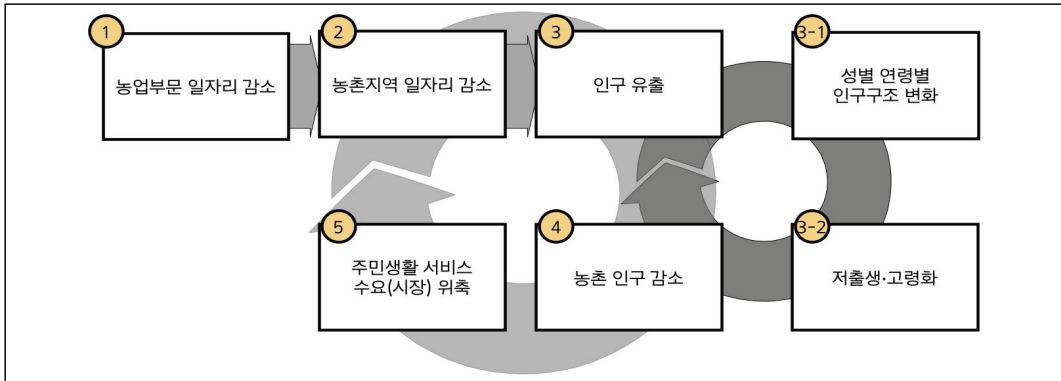 1
농업부문 일자리 감소
2
농촌지역 일자리 감소
3
인구 유출
3-1
성별 연령별
인구구조 변화
5
주민생활 서비스
수요(시장) 위축
4
농촌 인구 감소
3-2
저출생·고령화